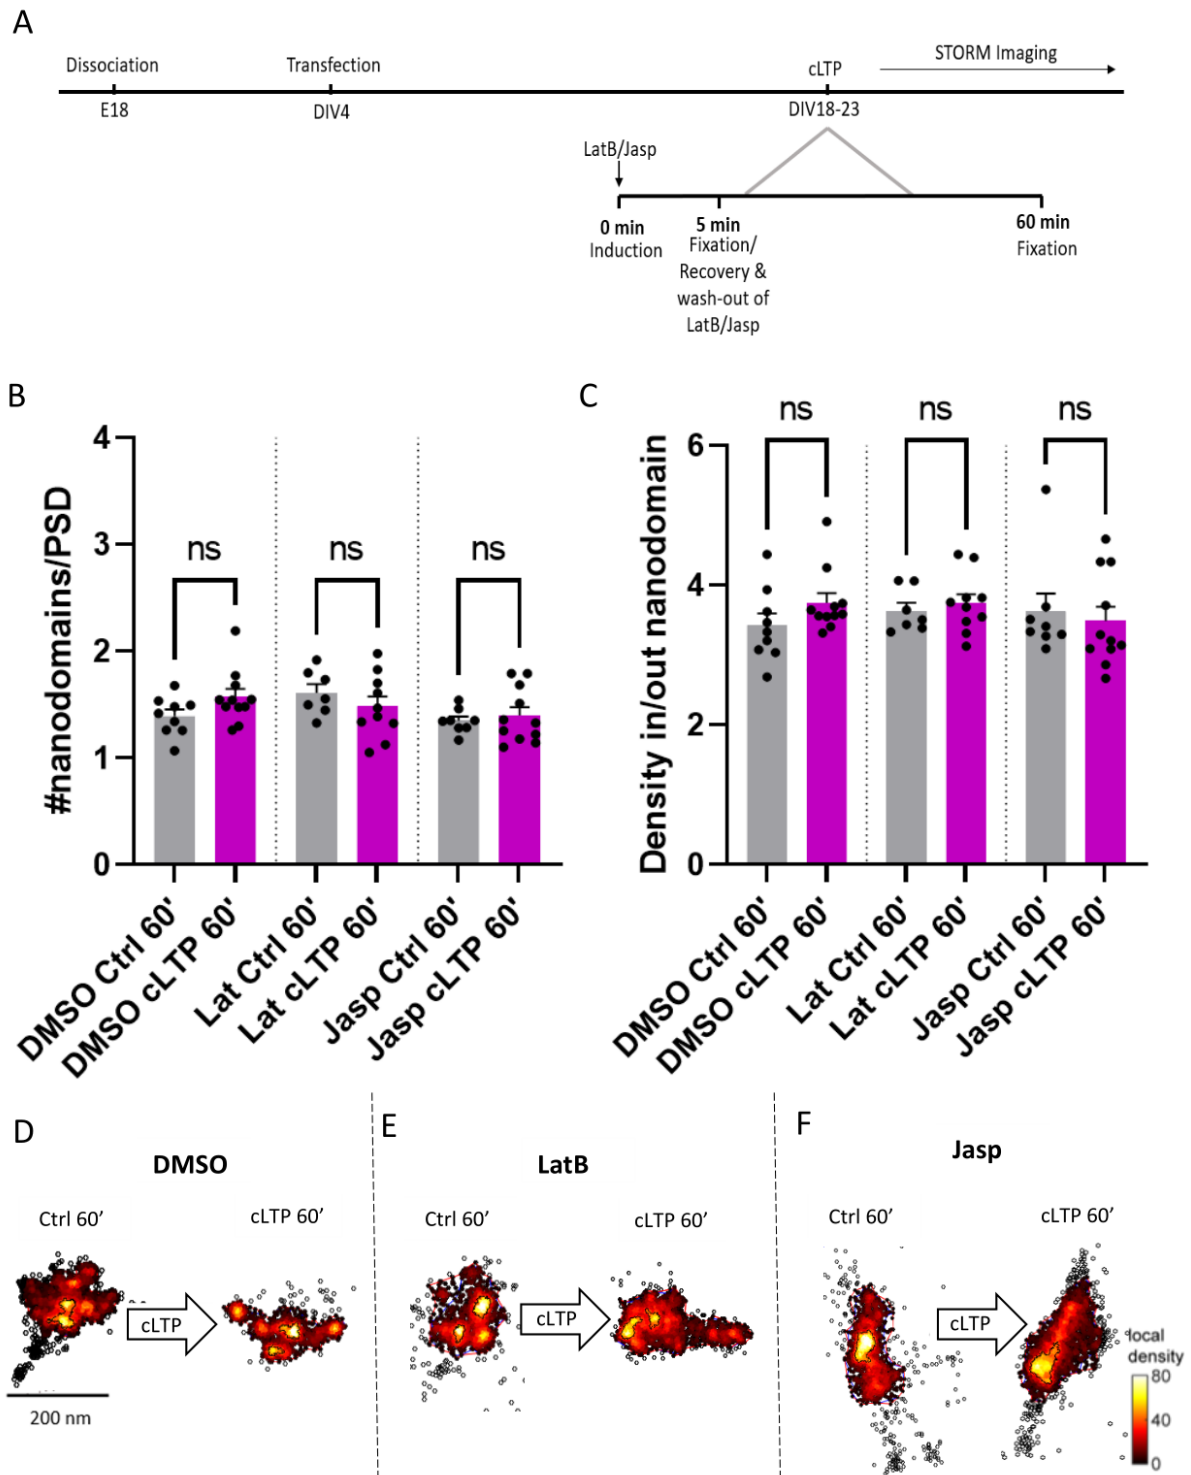 A
Dissociation
Transfection
cLTP
STORM Imaging
E18
DIV4
DIV18-23
LatB/Jasp
0 min
Induction
5 min
Fixation/
Recovery &
wash-out of
LatB/Jasp
60 min
Fixation
B
#nanodomains/PSD
4
3
2
1
0
ns
ns
ns
DMSO Ctrl 60'
DMSO cLTP 60'
Lat Ctrl 60'
Lat cLTP 60'
Jasp Ctrl 60'
Jasp cLTP 60'
C
Density in/out nanodomain
6
4
2
0
ns
ns
ns
DMSO Ctrl 60'
DMSO cLTP 60'
Lat Ctrl 60'
Lat cLTP 60'
Jasp Ctrl 60'
Jasp cLTP 60'
D
DMSO
Ctrl 60’
cLTP 60’
cLTP
200 nm
E
LatB
Ctrl 60’
cLTP 60’
cLTP
F
Jasp
Ctrl 60’
cLTP 60’
cLTP
local
density
80
40
0